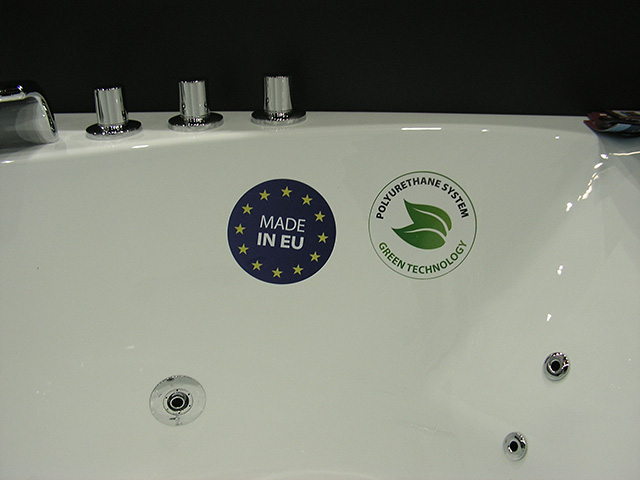 MADE
IN EU
POLYURETHANE SYSTEM
GREEN TECHNOLOGY